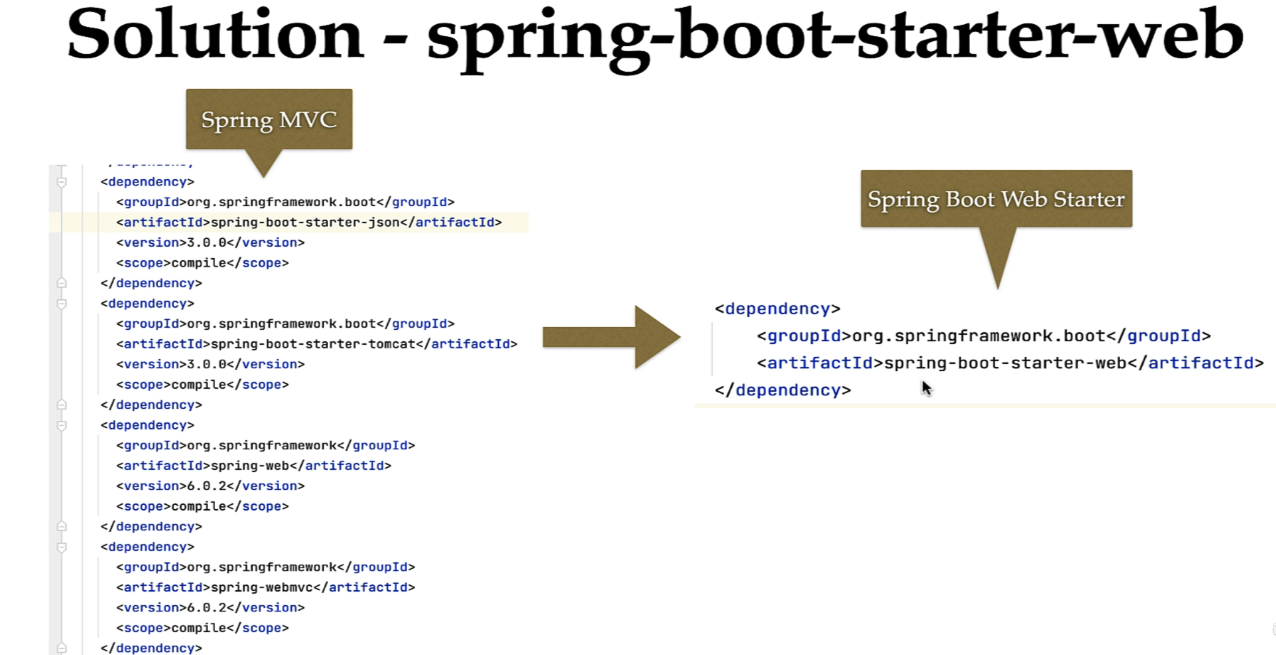 Solution - spring-boot-starter-web
Spring MVC
<dependency>
<groupId>org.springframework.boot</groupId>
<artifactId>spring-boot-starter-json</artifactId>
<version>3.0.0</version>
<scope>compile</scope>
</dependency>
<dependency>
<groupId>org.springframework.boot</groupId>
<artifactId>spring-boot-starter-tomcat</artifactId>
<version>3.0.0</version>
<scope>compile</scope>
</dependency>
<dependency>
<groupId>org.springframework</groupId>
<artifactId>spring-web</artifactId>
<version>6.0.2</version>
<scope>compile</scope>
</dependency>
<dependency>
<groupId>org.springframework</groupId>
<artifactId>spring-webmvc</artifactId>
<version>6.0.2</version>
<scope>compile</scope>
</dependency>
Spring Boot Web Starter
<dependency>
<groupId>org.springframework.boot</groupId>
<artifactId>spring-boot-starter-web</artifactId>
</dependency>